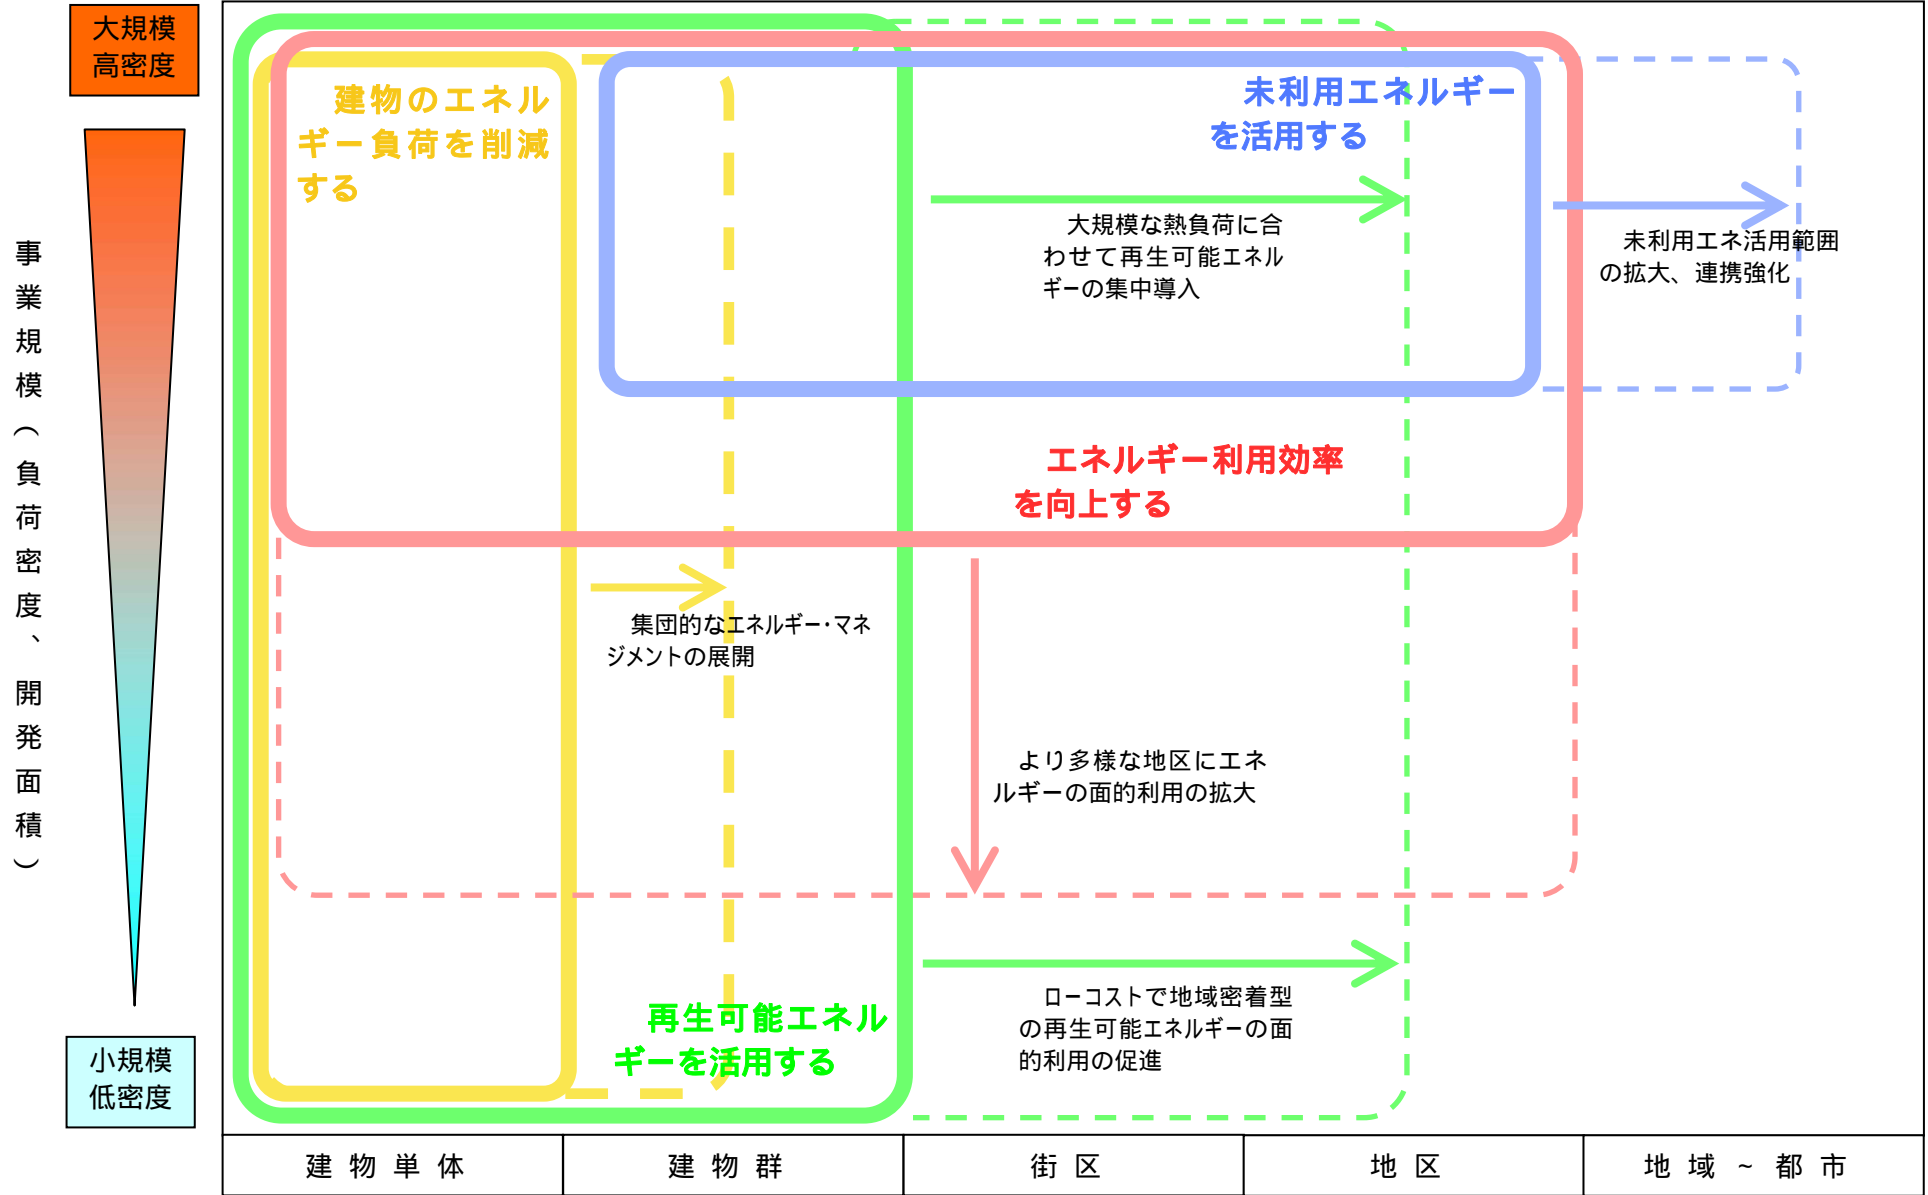 大規模
高密度
事業規模(負荷密度、開発面積)
小規模
低密度
建物のエネル
ギー負荷を削減
する
未利用エネルギー
を活用する
大規模な熱負荷に合
わせて再生可能エネル
ギーの集中導入
未利用エネ活用範囲
の拡大、連携強化
エネルギー利用効率
を向上する
集団的なエネルギー・マネ
ジメントの展開
より多様な地区にエネ
ルギーの面的利用の拡大
再生可能エネル
ギーを活用する
ローコストで地域密着型
の再生可能エネルギーの面
的利用の促進
建物単体
建物群
街区
地区
地域~都市